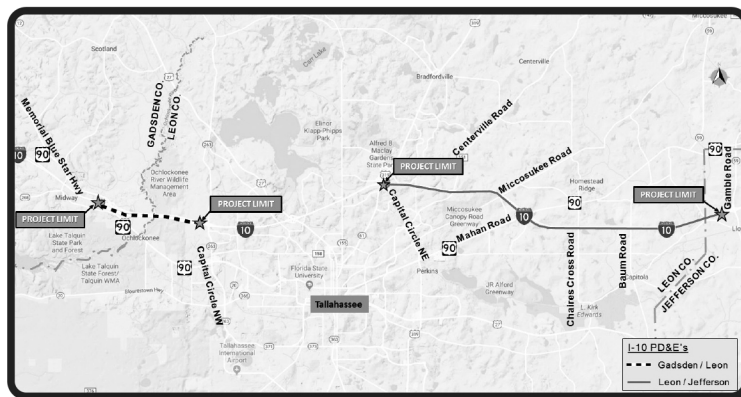 Miccosukee
Scotland
Centerville
Bradfordville
Memorial Blue Star Hwy
GADSDEN CO.
LEON CO.
Elinor
Klapp-Phipps
Park
Alfred B
Maclay
Gardens
State Park
Centerville Road
10
90
Ochlockonee
River Wildlife
Management
Area
27
PROJECT LIMIT
Miccosukee Road
Homestead
Ridge
90
Gamble Road
90
Midway
PROJECT LIMIT
PROJECT LIMIT
PROJECT LIMIT
Lake Talquin
State Park
and Forest
Ochlockonee
10
Capital Circle NE
Miccosukee
Canopy Road
Greenway
Mahan Road
90
10
10
Lake Talquin
State Forest/
Talquin WMA
90
Capital Circle NW
Florida State
University
Perkins
Chaires Cross Road
Baum Road
Capitola
LEON CO.
JEFFERSON CO.
JR Alford
Greenway
L. Kirk
Edwards
Tallahassee
Tallahassee
International
Airport
I-10 PD&E's
Gadsden / Leon
Leon / Jefferson